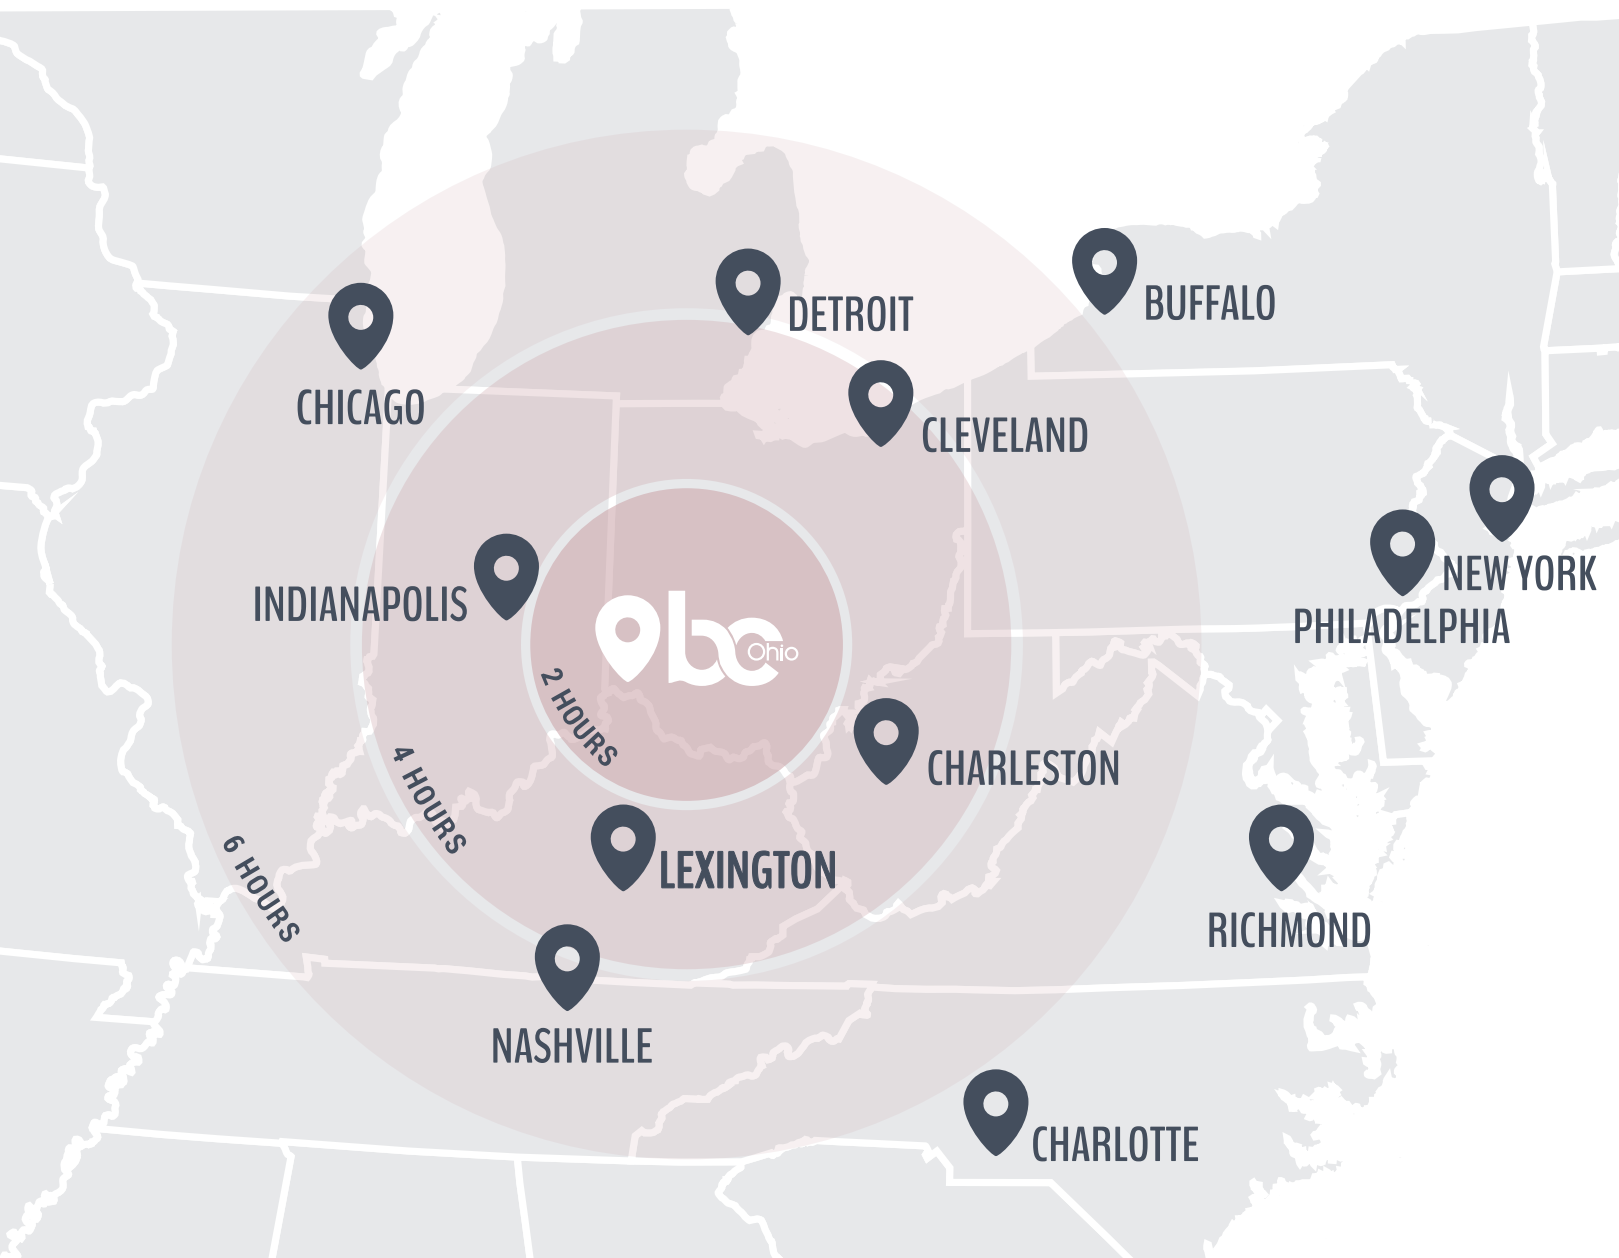 BUFFALO
DETROIT
CHICAGO
CLEVELAND
NEW YORK
INDIANAPOLIS
PHILADELPHIA
bc Ohio
2 HOURS
CHARLESTON
4 HOURS
LEXINGTON
6 HOURS
RICHMOND
NASHVILLE
CHARLOTTE